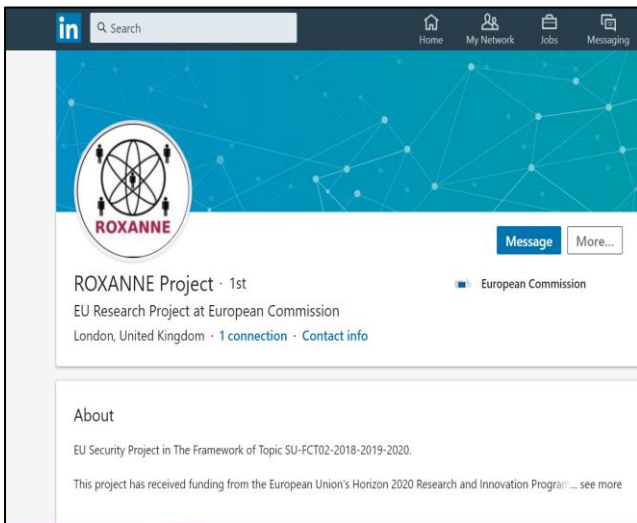 in
Search
Home
My Network
Jobs
Messaging
ROXANNE
Message
More...
ROXANNE Project · 1st
European Commission
EU Research Project at European Commission
London, United Kingdom · 1 connection · Contact info
About
EU Security Project in The Framework of Topic SU-FCT02-2018-2019-2020.
This project has received funding from the European Union's Horizon 2020 Research and Innovation Progran ... see more